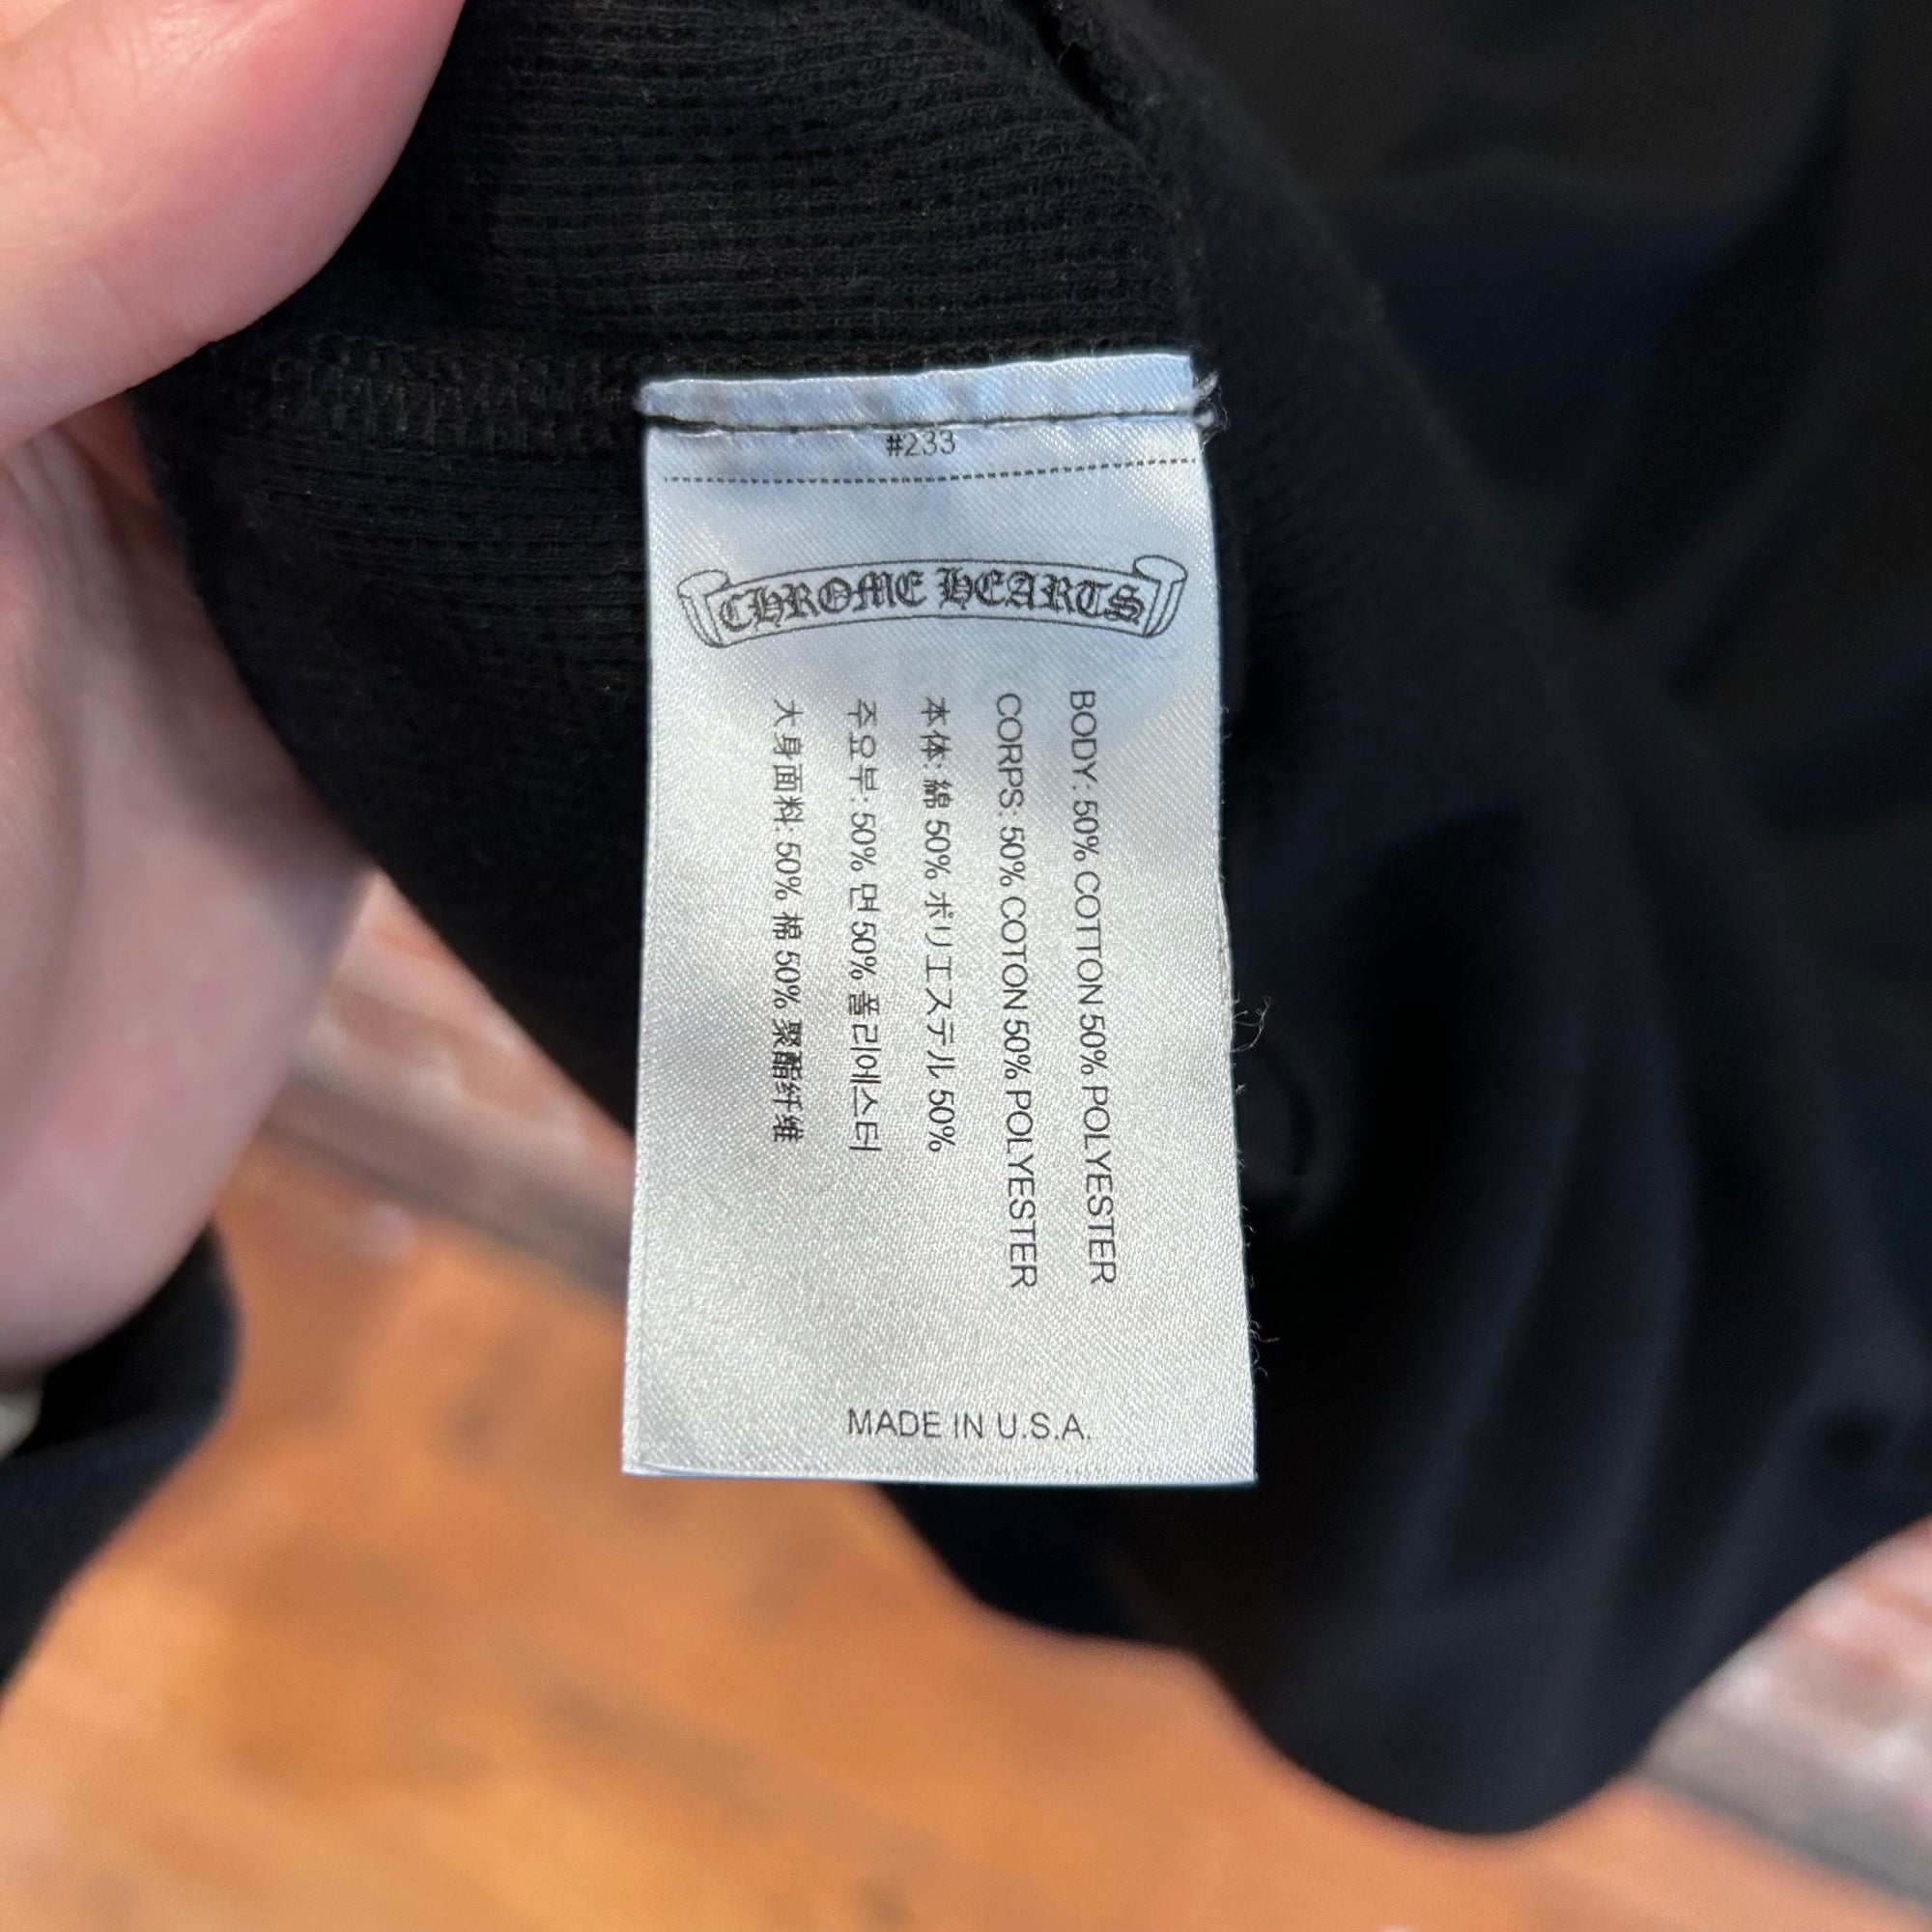 #233
CHROME HEARTS
BODY: 50% COTTON 50% POLYESTER
CORPS: 50% COTON 50% POLYESTER
本体: 綿 50% ポリエステル 50%
주요부: 50% 면 50% 폴리에스터
大身面料: 50% 棉 50% 聚酯纤维
MADE IN U.S.A.